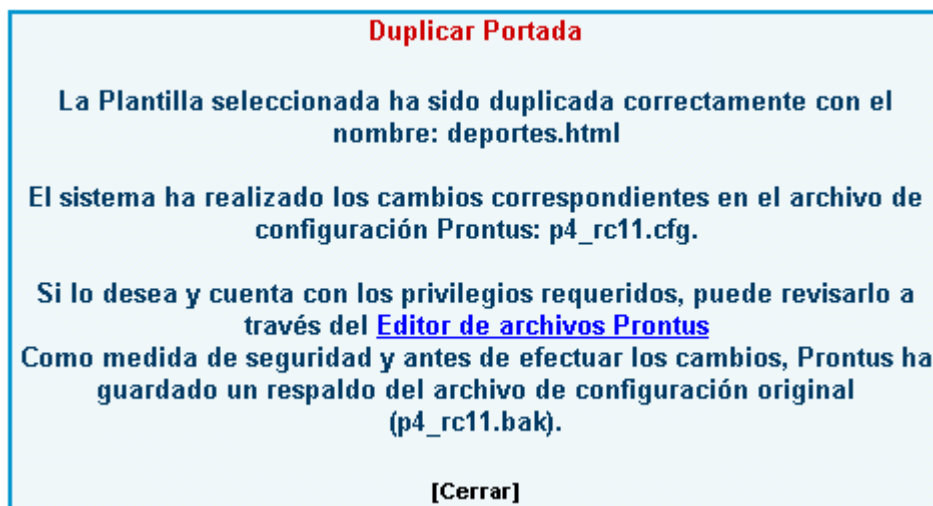 Duplicar Portada
La Plantilla seleccionada ha sido duplicada correctamente con el
nombre: deportes.html
El sistema ha realizado los cambios correspondientes en el archivo de
configuración Prontus: p4_rc11.cfg.
Si lo desea y cuenta con los privilegios requeridos, puede revisarlo a
través del Editor de archivos Prontus
Como medida de seguridad y antes de efectuar los cambios, Prontus ha
guardado un respaldo del archivo de configuración original
(p4_rc11.bak).
[Cerrar]